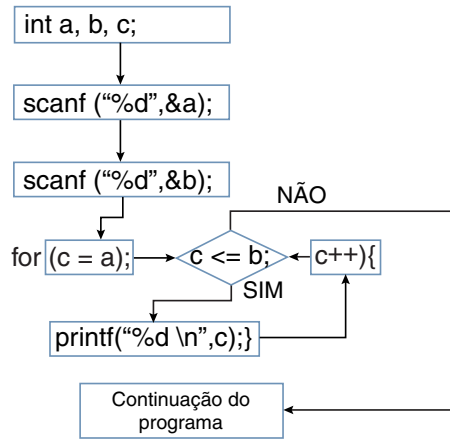 int a, b, c;
scanf (“%d”,&a);
scanf (“%d”,&b);
NÃO
for (c = a);
c <= b;
c++){
SIM
printf(“%d \n”,c);}
Continuação do
programa